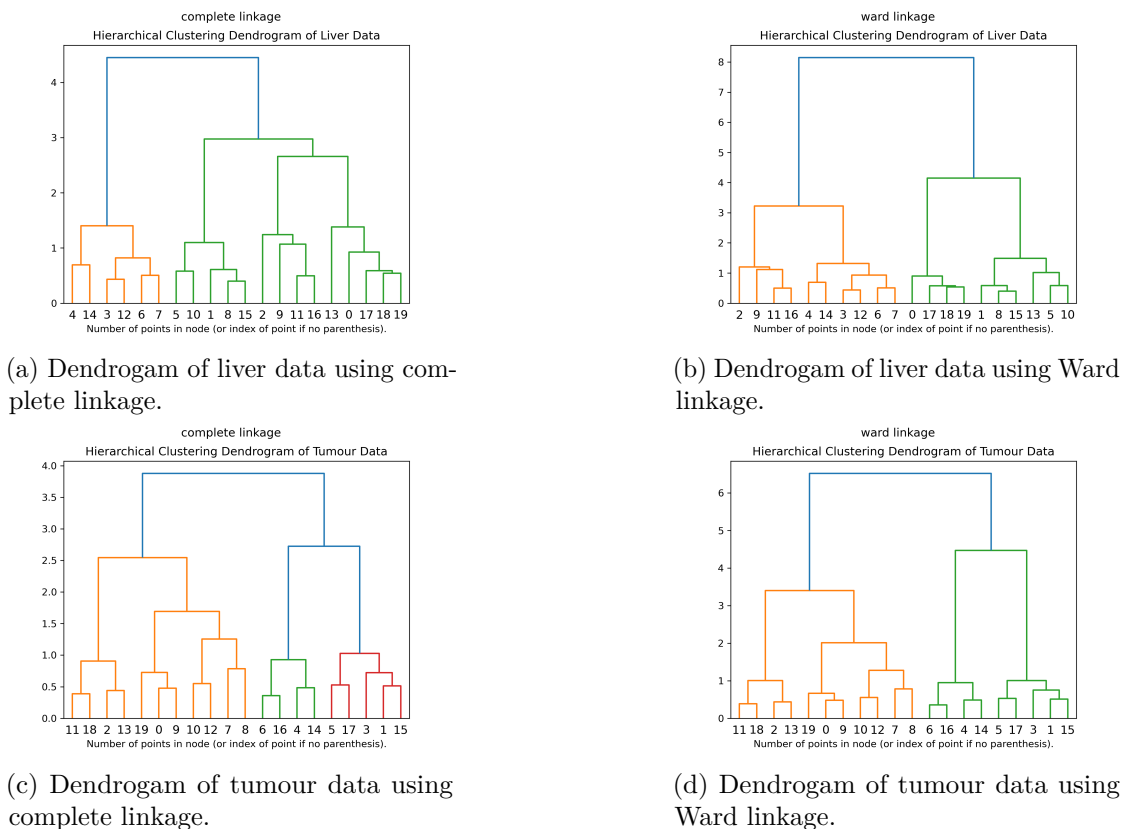 complete linkage
Hierarchical Clustering Dendrogram of Liver Data
4
3
2
1
0
4 14 3 12 6 7 5 10 1 8 15 2 9 11 16 13 0 17 18 19
Number of points in node (or index of point if no parenthesis).
(a) Dendrogam of liver data using com-
plete linkage.
ward linkage
Hierarchical Clustering Dendrogram of Liver Data
8
7
6
5
4
3
2
1
0
2 9 11 16 4 14 3 12 6 7 0 17 18 19 1 8 15 13 5 10
Number of points in node (or index of point if no parenthesis).
(b) Dendrogam of liver data using Ward
linkage.
complete linkage
Hierarchical Clustering Dendrogram of Tumour Data
4.0
3.5
3.0
2.5
2.0
1.5
1.0
0.5
0.0
11 18 2 13 19 0 9 10 12 7 8 6 16 4 14 5 17 3 1 15
Number of points in node (or index of point if no parenthesis).
(c) Dendrogam of tumour data using
complete linkage.
ward linkage
Hierarchical Clustering Dendrogram of Tumour Data
6
5
4
3
2
1
0
11 18 2 13 19 0 9 10 12 7 8 6 16 4 14 5 17 3 1 15
Number of points in node (or index of point if no parenthesis).
(d) Dendrogam of tumour data using
Ward linkage.